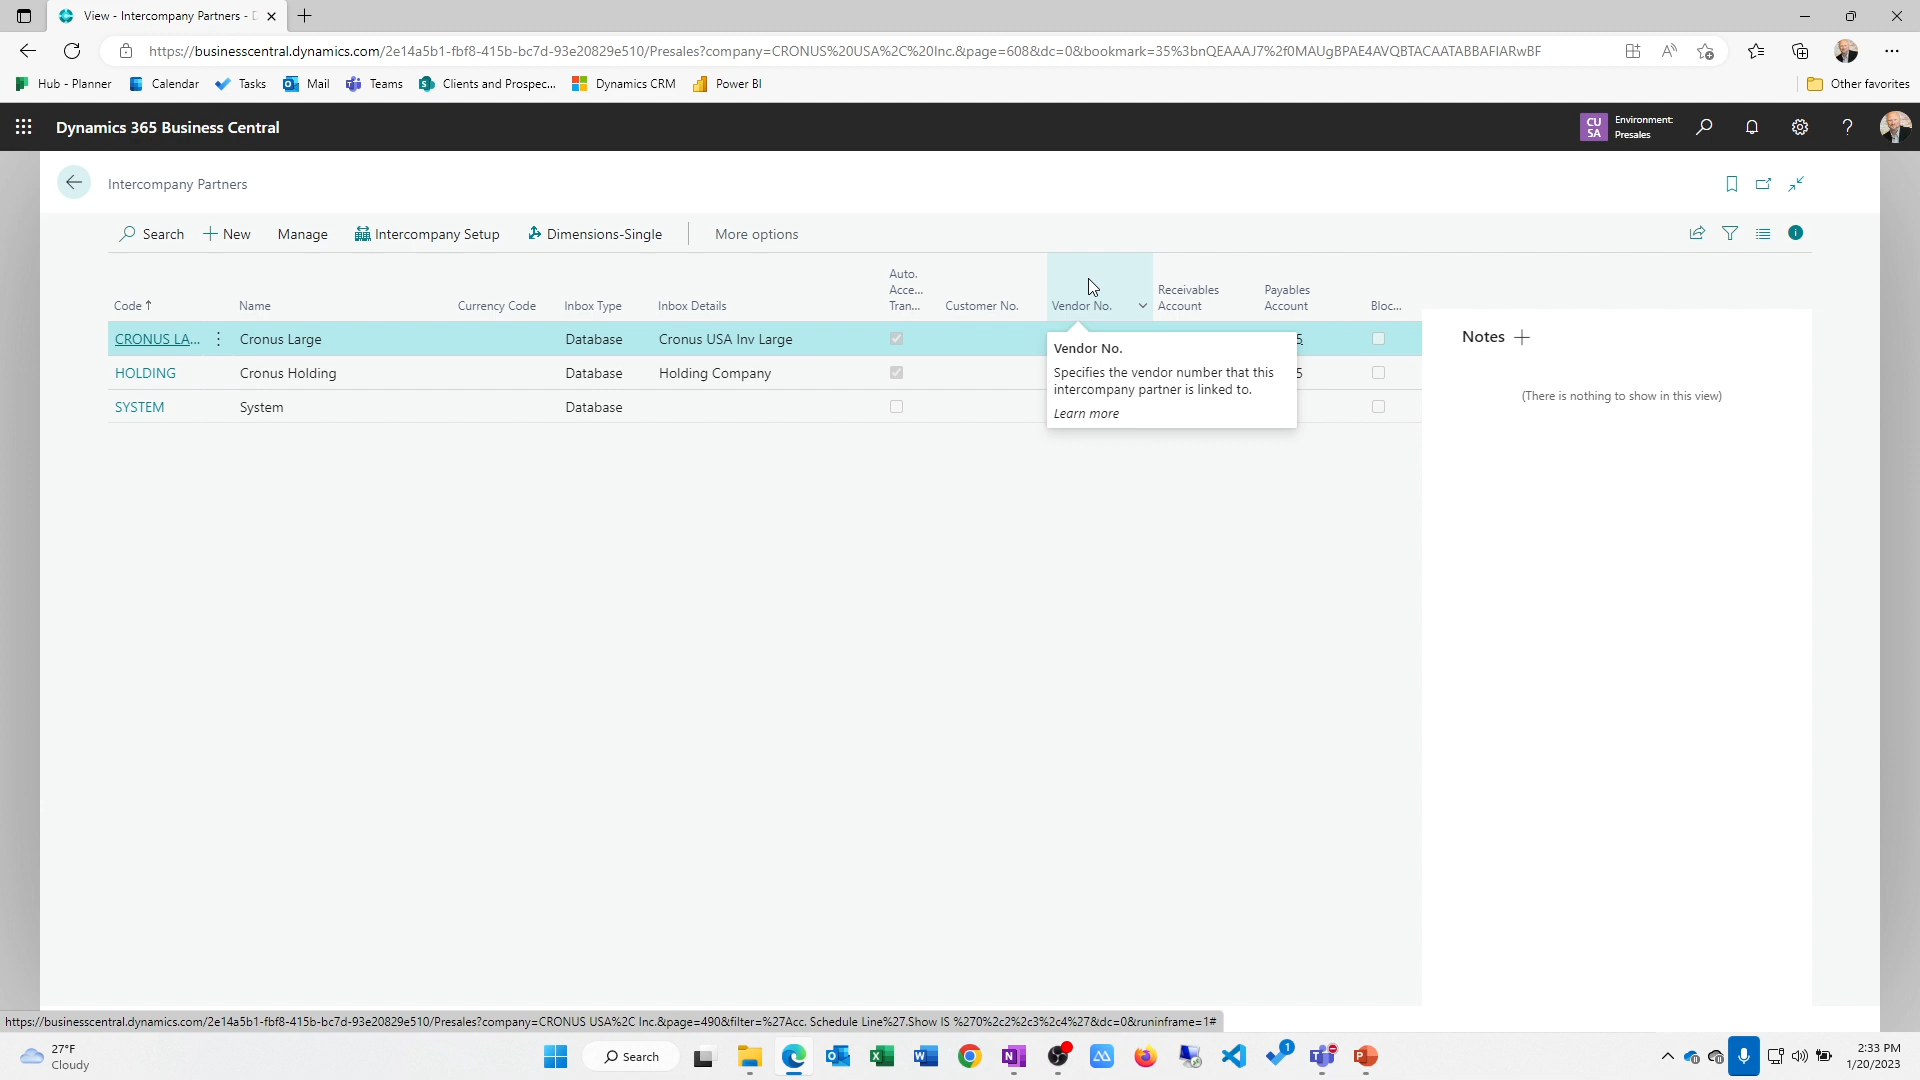 View - Intercompany Partners -
https://businesscentral.dynamics.com/2e14a5b1-fbf8-415b-bc7d-93e20829e510/Presales?company=CRONUS%20USA%2C%20Inc.&page=608&dc=0&bookmark=35%3bnQEAAAJ7%2f0MAUgBPAE4AVQBTACAATABBAFIARwBF
Hub - Planner Calendar Tasks Mail Teams Clients and Prospec... Dynamics CRM Power BI Other favorites
Dynamics 365 Business Central
CU
SA
Environment:
Presales
Intercompany Partners
Search New Manage Intercompany Setup Dimensions-Single More options
Code ↑ Name Currency Code Inbox Type Inbox Details
Auto.
Acce...
Tran...
Customer No. Vendor No.
Receivables
Account
Payables
Account
Bloc...
CRONUS LA... Cronus Large Database Cronus USA Inv Large
HOLDING Cronus Holding Database Holding Company 5
SYSTEM System Database
Vendor No.
Specifies the vendor number that this
intercompany partner is linked to.
Learn more
Notes
(There is nothing to show in this view)
https://businesscentral.dynamics.com/2e14a5b1-fbf8-415b-bc7d-93e20829e510/Presales?company=CRONUS USA%2C Inc.&page=490&filter=%27Acc. Schedule Line%27.Show IS %270%2c2%2c3%2c4%27&dc=0&runinframe=1#
27°F
Cloudy
Search
1
2:33 PM
1/20/2023